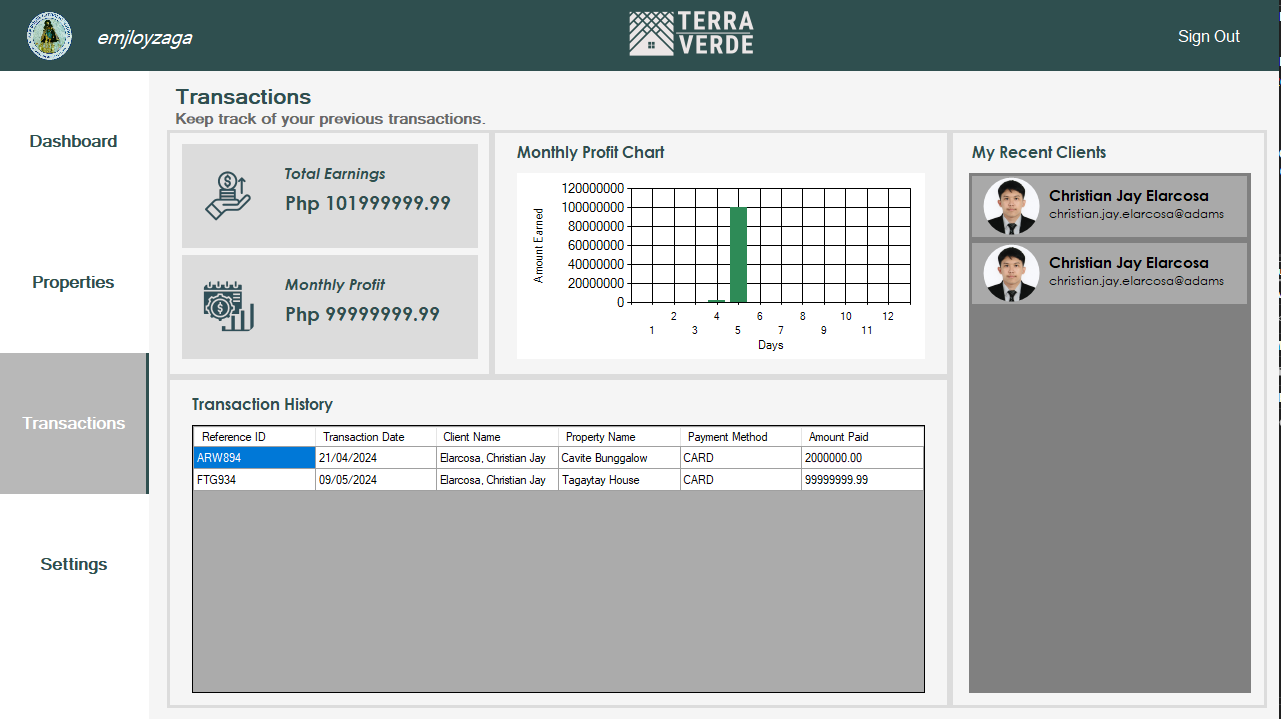 emjloyzaga
TERRA
VERDE
Sign Out
Dashboard
Properties
Transactions
Settings
Transactions
Keep track of your previous transactions.
Total Earnings
Php 101999999.99
Monthly Profit
Php 99999999.99
Monthly Profit Chart
Amount Earned
120000000
100000000
80000000
60000000
40000000
20000000
0
2 4 6 8 10 12
1 3 5 7 9 11
Days
My Recent Clients
Christian Jay Elarcosa
christian.jay.elarcosa@adams
Christian Jay Elarcosa
christian.jay.elarcosa@adams
Transaction History
Reference ID Transaction Date Client Name Property Name Payment Method Amount Paid
ARW894 21/04/2024 Elarcosa, Christian Jay Cavite Bunggalow CARD 2000000.00
FTG934 09/05/2024 Elarcosa, Christian Jay Tagaytay House CARD 99999999.99